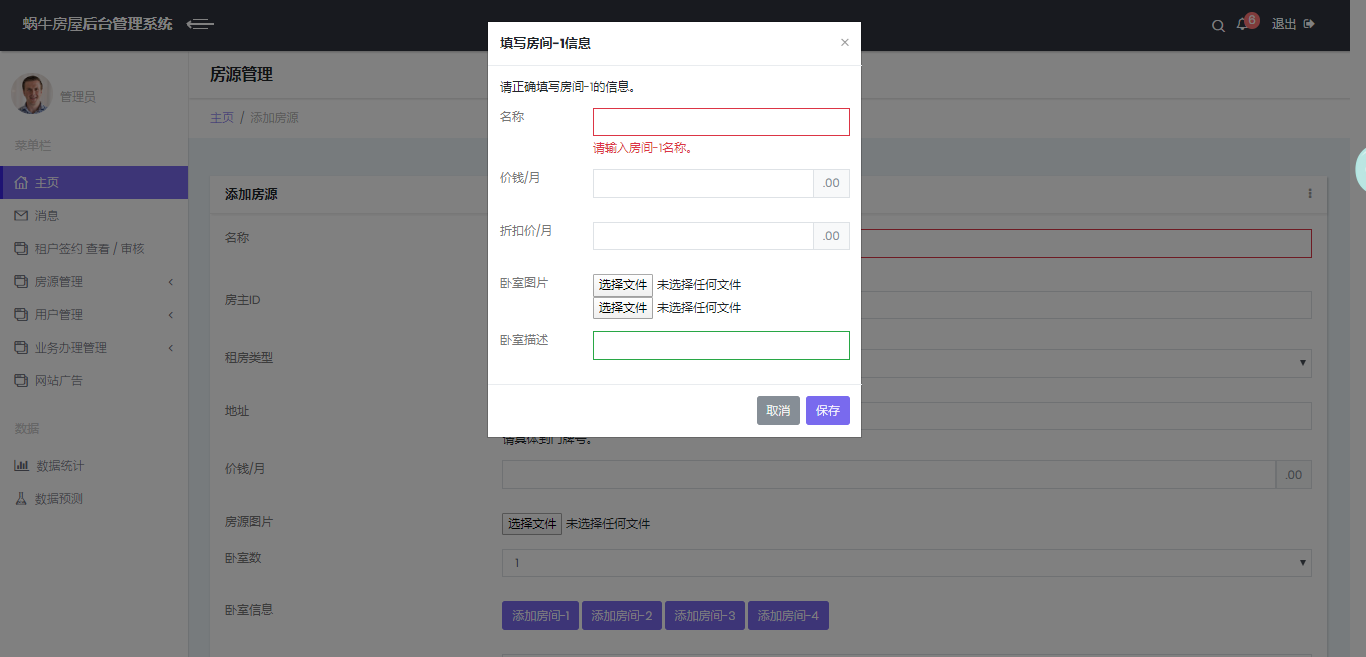 蜗牛房屋后台管理系统
6
退出
管理员
菜单栏
主页
消息
租户签约 查看 / 审核
房源管理
用户管理
业务办理管理
网站广告
数据
数据统计
数据预测
房源管理
主页 / 添加房源
添加房源
名称
房主ID
租房类型
地址
请具体到门牌号。
价钱/月
.00
房源图片
选择文件 未选择任何文件
卧室数
1
卧室信息
添加房间-1 添加房间-2 添加房间-3 添加房间-4
填写房间-1信息
×
请正确填写房间-1的信息。
名称
请输入房间-1名称。
价钱/月
.00
折扣价/月
.00
卧室图片
选择文件 未选择任何文件
选择文件 未选择任何文件
卧室描述
取消 保存